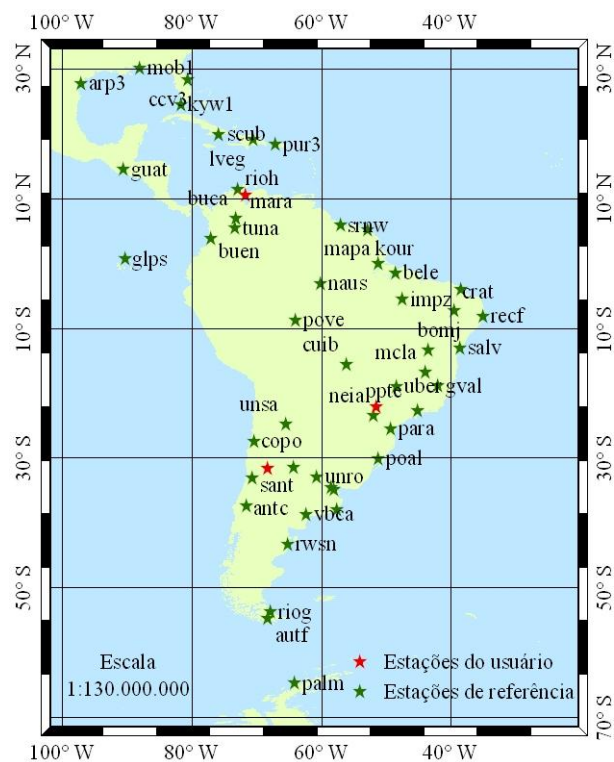 100° W 80° W 60° W 40° W
30° N
10° N
10° S
30° S
50° S
70° S
30° N
10° N
10° S
30° S
50° S
70° S
mob1
arp3
ccv3
kyw1
scub
pur3
lveg
guat
rioh
buca
mara
tuna
srnw
buen
mapa kour
glps
bele
naus
impz
crat
pove
recf
bomj
cuib
mcla
salv
uber
gval
neia
ppte
unsa
para
copo
poal
unro
sant
antc
vbca
rwsn
riog
autf
Escala
1:130.000.000
Estações do usuário
Estações de referência
palm
100° W 80° W 60° W 40° W